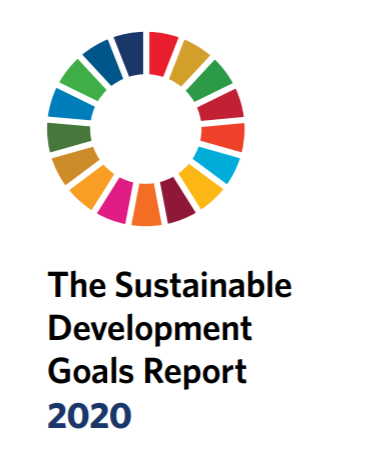 The Sustainable
Development
Goals Report
2020